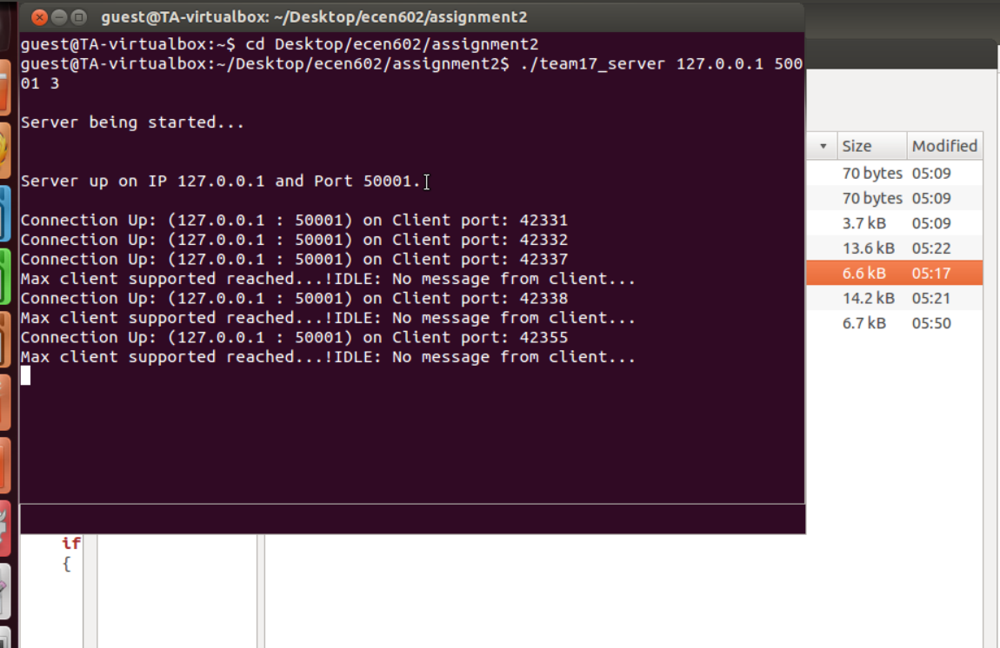 guest@TA-virtualbox: ~/Desktop/ecen602/assignment2
guest@TA-virtualbox:~$ cd Desktop/ecen602/assignment2
guest@TA-virtualbox:~/Desktop/ecen602/assignment2$ ./team17_server 127.0.0.1 500
01 3
Server being started...
Server up on IP 127.0.0.1 and Port 50001.
Connection Up: (127.0.0.1 : 50001) on Client port: 42331
Connection Up: (127.0.0.1 : 50001) on Client port: 42332
Connection Up: (127.0.0.1 : 50001) on Client port: 42337
Max client supported reached...!IDLE: No message from client...
Connection Up: (127.0.0.1 : 50001) on Client port: 42338
Max client supported reached...!IDLE: No message from client...
Connection Up: (127.0.0.1 : 50001) on Client port: 42355
Max client supported reached...!IDLE: No message from client...
Size Modified
70 bytes 05:09
70 bytes 05:09
3.7 kB 05:09
13.6 kB 05:22
6.6 kB 05:17
14.2 kB 05:21
6.7 kB 05:50
if
{